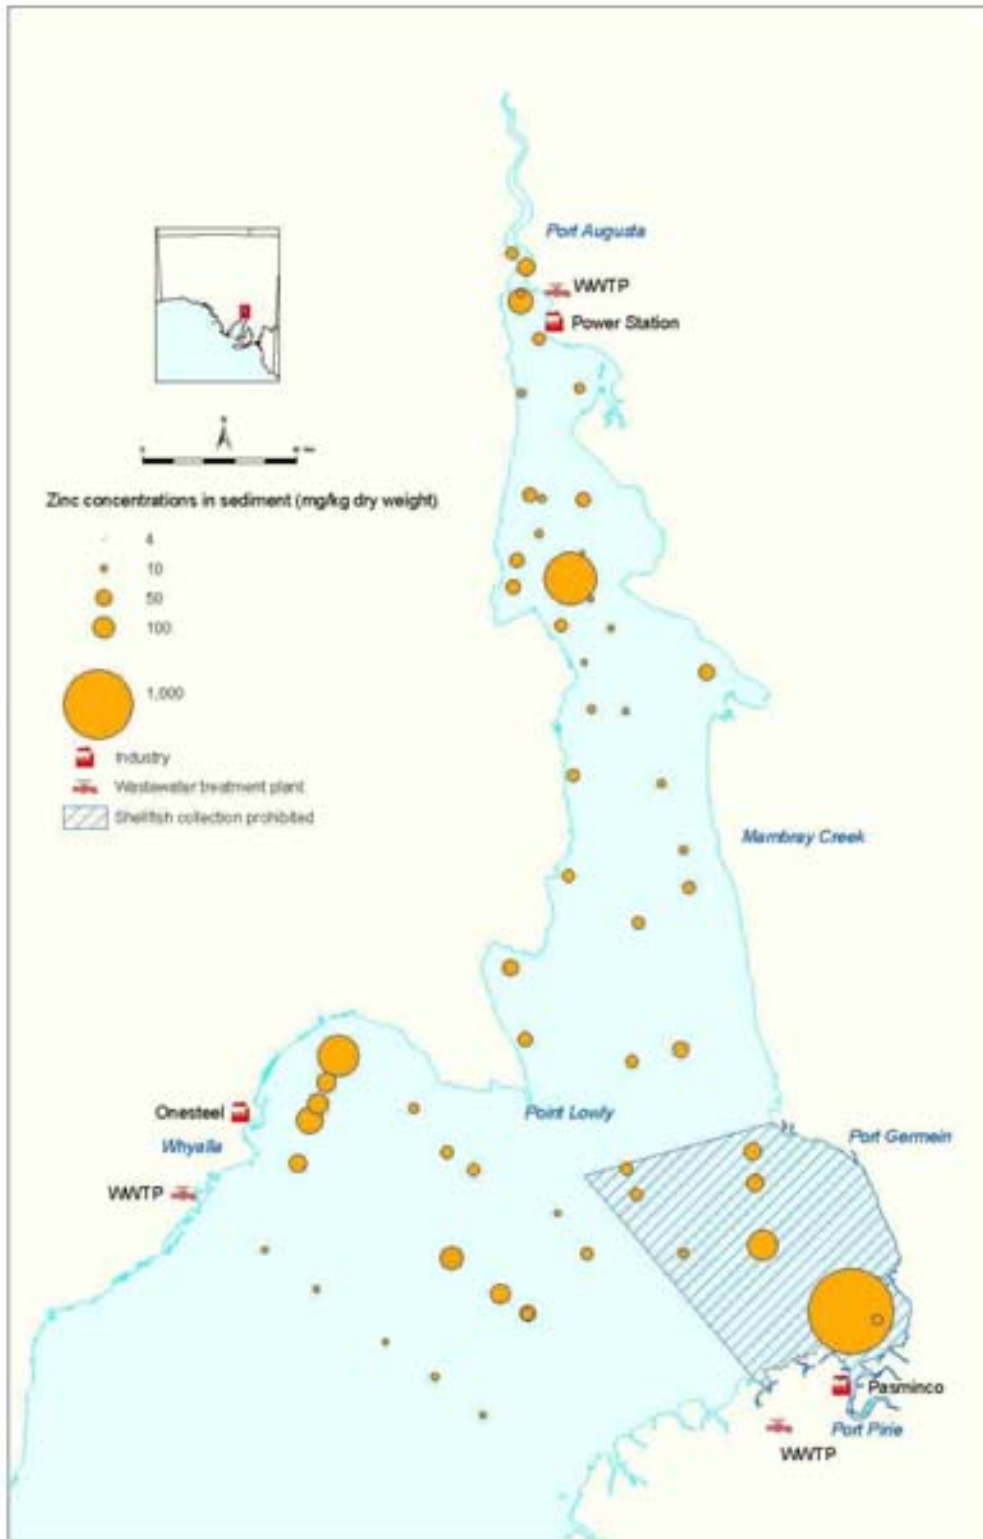 Port Augusta
WWTP
Power Station
Zinc concentrations in sediment (mg/kg dry weight)
4
10
50
100
1,000
Industry
Wastewater treatment plant
Shellfish collection prohibited
Mambray Creek
Onesteel
Point Lowly
Port Germein
Whyalla
WWTP
Pasminco
Port Pirie
WWTP